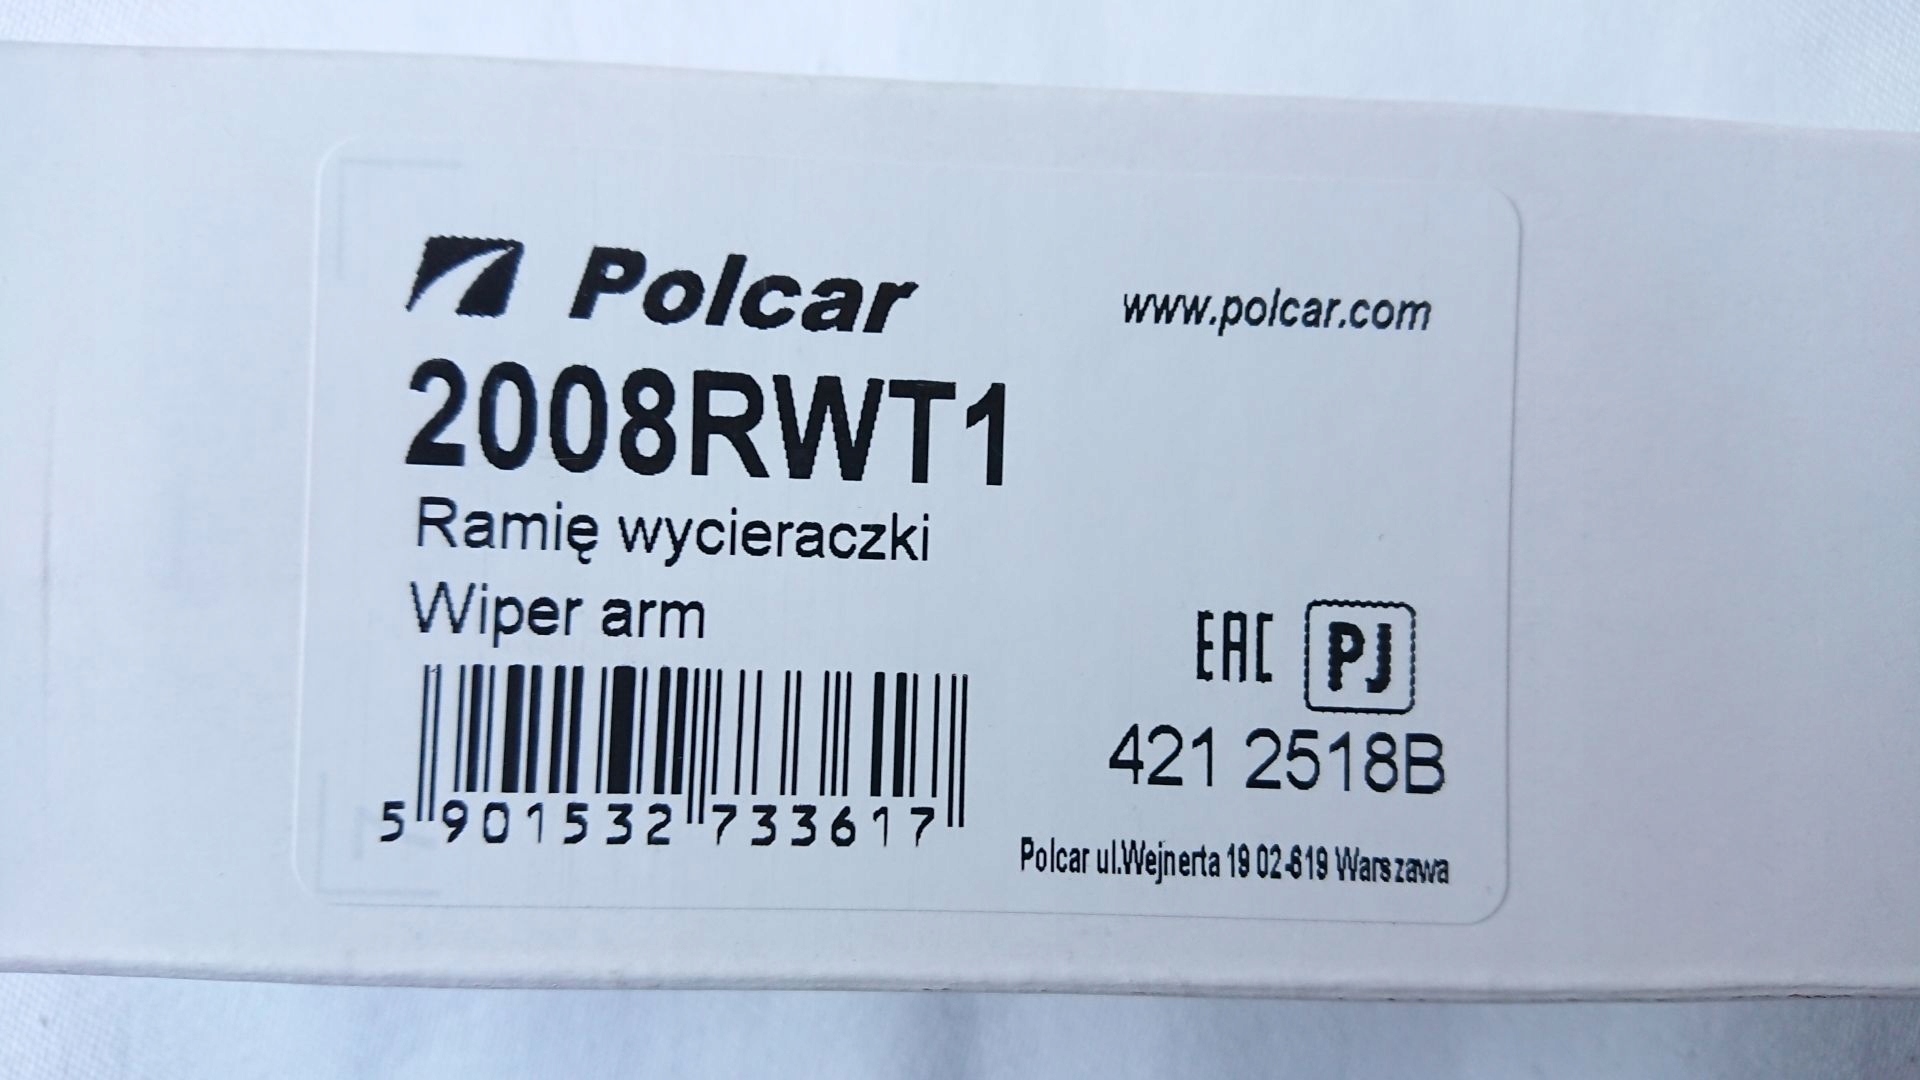 Polcar
www.polcar.com
2008RWT1
Ramię wycieraczki
Wiper arm
EAC PJ
421 2518B
5 901532 733617
Polcar ul.Wejnerta 19 02-619 Warszawa